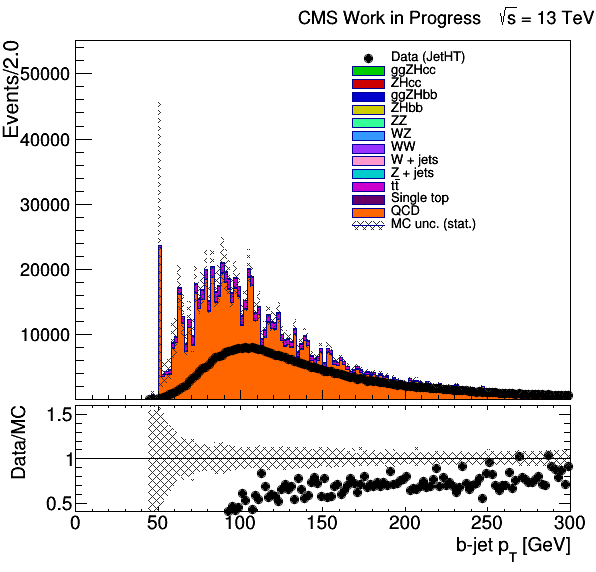 CMS Work in Progress √s = 13 TeV
Events/2.0
50000
40000
30000
20000
10000
Data (JetHT)
ggZHcc
ZHcc
ggZHbb
ZHbb
ZZ
WZ
WW
W + jets
Z + jets
tt̄
Single top
QCD
MC unc. (stat.)
Data/MC
1.5
1
0.5
0 50 100 150 200 250 300
b-jet p_T [GeV]